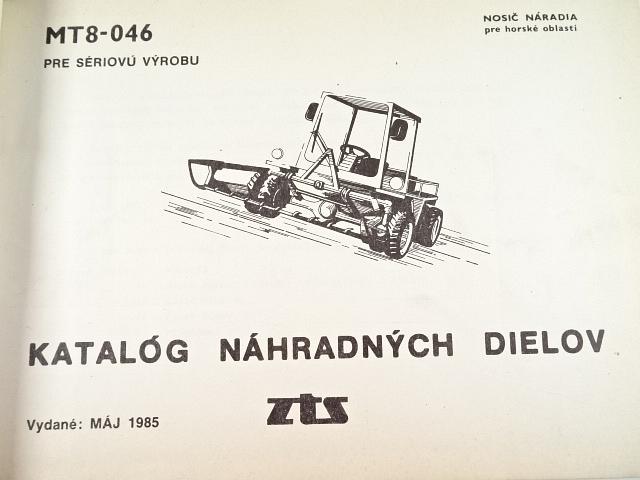 MT8-046
PRE SÉRIOVÚ VÝROBU
NOSIČ NÁRADIA
pre horské oblasti
KATALÓG NÁHRADNÝCH DIELOV
zts
Vydané: MÁJ 1985